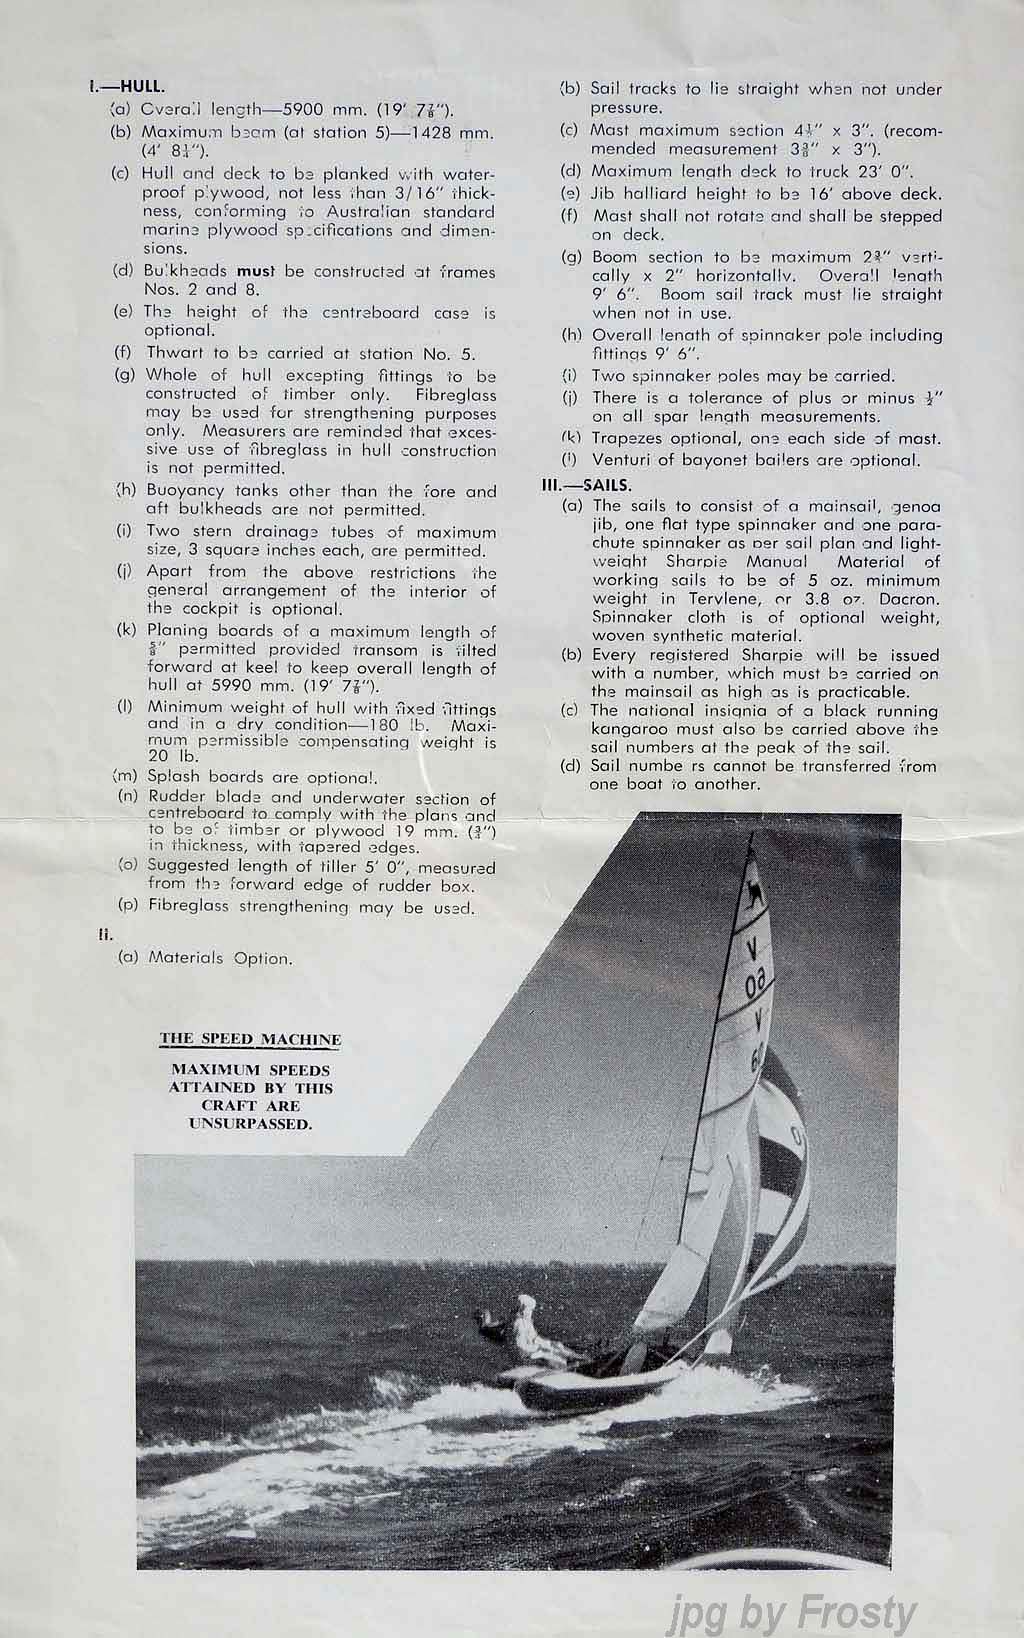 I.—HULL.
(a) Overall length—5900 mm. (19' 7⅞").
(b) Maximum beam (at station 5)—1428 mm.
(4' 8¼").
(c) Hull and deck to be planked with water-
proof plywood, not less than 3/16" thick-
ness, conforming to Australian standard
marine plywood specifications and dimen-
sions.
(d) Bulkheads must be constructed at frames
Nos. 2 and 8.
(e) The height of the centreboard case is
optional.
(f) Thwart to be carried at station No. 5.
(g) Whole of hull excepting fittings to be
constructed of timber only. Fibreglass
may be used for strengthening purposes
only. Measurers are reminded that exces-
sive use of fibreglass in hull construction
is not permitted.
(h) Buoyancy tanks other than the fore and
aft bulkheads are not permitted.
(i) Two stern drainage tubes of maximum
size, 3 square inches each, are permitted.
(j) Apart from the above restrictions the
general arrangement of the interior of
the cockpit is optional.
(k) Planing boards of a maximum length of
⅝" permitted provided transom is tilted
forward at keel to keep overall length of
hull at 5990 mm. (19' 7⅞").
(l) Minimum weight of hull with fixed fittings
and in a dry condition—180 lb. Maxi-
mum permissible compensating weight is
20 lb.
(m) Splash boards are optional.
(n) Rudder blade and underwater section of
centreboard to comply with the plans and
to be of timber or plywood 19 mm. (¾")
in thickness, with tapered edges.
(o) Suggested length of tiller 5' 0", measured
from the forward edge of rudder box.
(p) Fibreglass strengthening may be used.
II.
(a) Materials Option.
(b) Sail tracks to lie straight when not under
pressure.
(c) Mast maximum section 4½" x 3". (recom-
mended measurement 3⅜" x 3").
(d) Maximum length deck to truck 23' 0".
(e) Jib halliard height to be 16' above deck.
(f) Mast shall not rotate and shall be stepped
on deck.
(g) Boom section to be maximum 2¾" verti-
cally x 2" horizontally. Overall length
9' 6". Boom sail track must lie straight
when not in use.
(h) Overall length of spinnaker pole including
fittings 9' 6".
(i) Two spinnaker poles may be carried.
(j) There is a tolerance of plus or minus ½"
on all spar length measurements.
(k) Trapezes optional, one each side of mast.
(l) Venturi of bayonet bailers are optional.
III.—SAILS.
(a) The sails to consist of a mainsail, genoa
jib, one flat type spinnaker and one para-
chute spinnaker as per sail plan and light-
weight Sharpie Manual Material of
working sails to be of 5 oz. minimum
weight in Terylene, or 3.8 oz. Dacron.
Spinnaker cloth is of optional weight,
woven synthetic material.
(b) Every registered Sharpie will be issued
with a number, which must be carried on
the mainsail as high as is practicable.
(c) The national insignia of a black running
kangaroo must also be carried above the
sail numbers at the peak of the sail.
(d) Sail numbe rs cannot be transferred from
one boat to another.
THE SPEED MACHINE
MAXIMUM SPEEDS
ATTAINED BY THIS
CRAFT ARE
UNSURPASSED.
V
60
V
jpg by Frosty